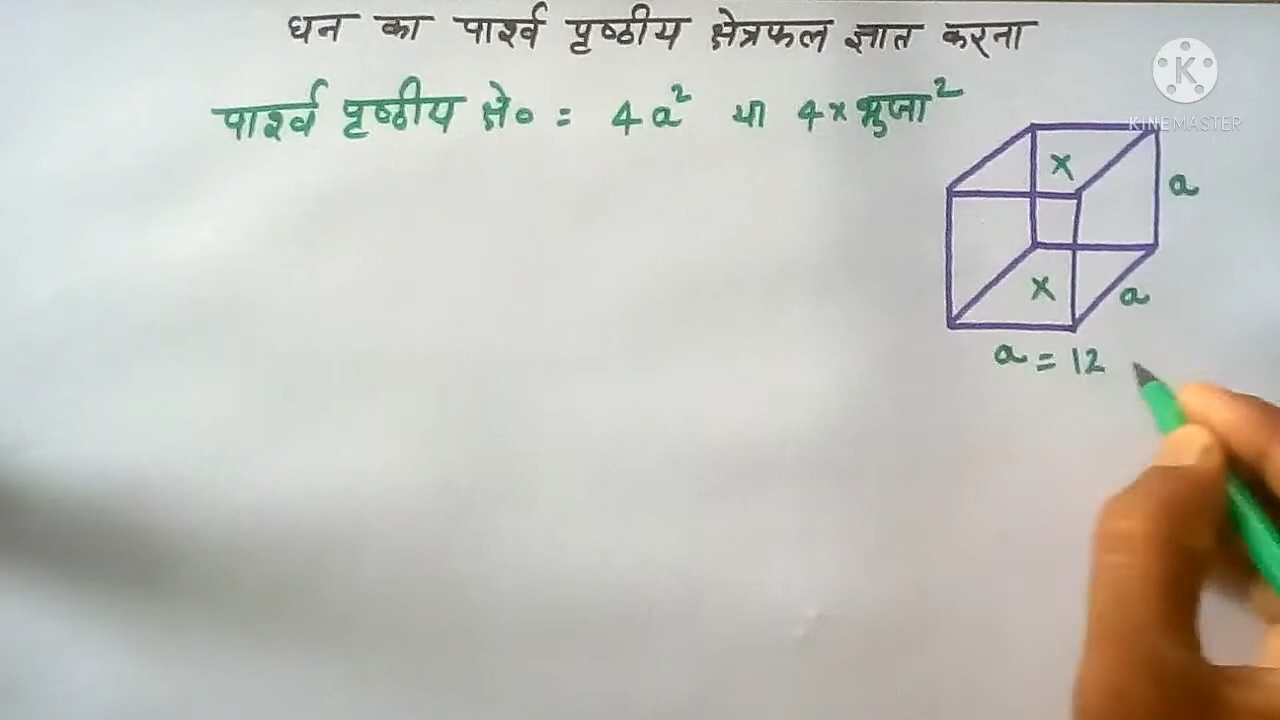 घन का पार्श्व पृष्ठीय क्षेत्रफल ज्ञात करना
पार्श्व पृष्ठीय क्षे० = 4a² या 4×भुजा²
K
KINEMASTER
x
a
x
a
a = 12